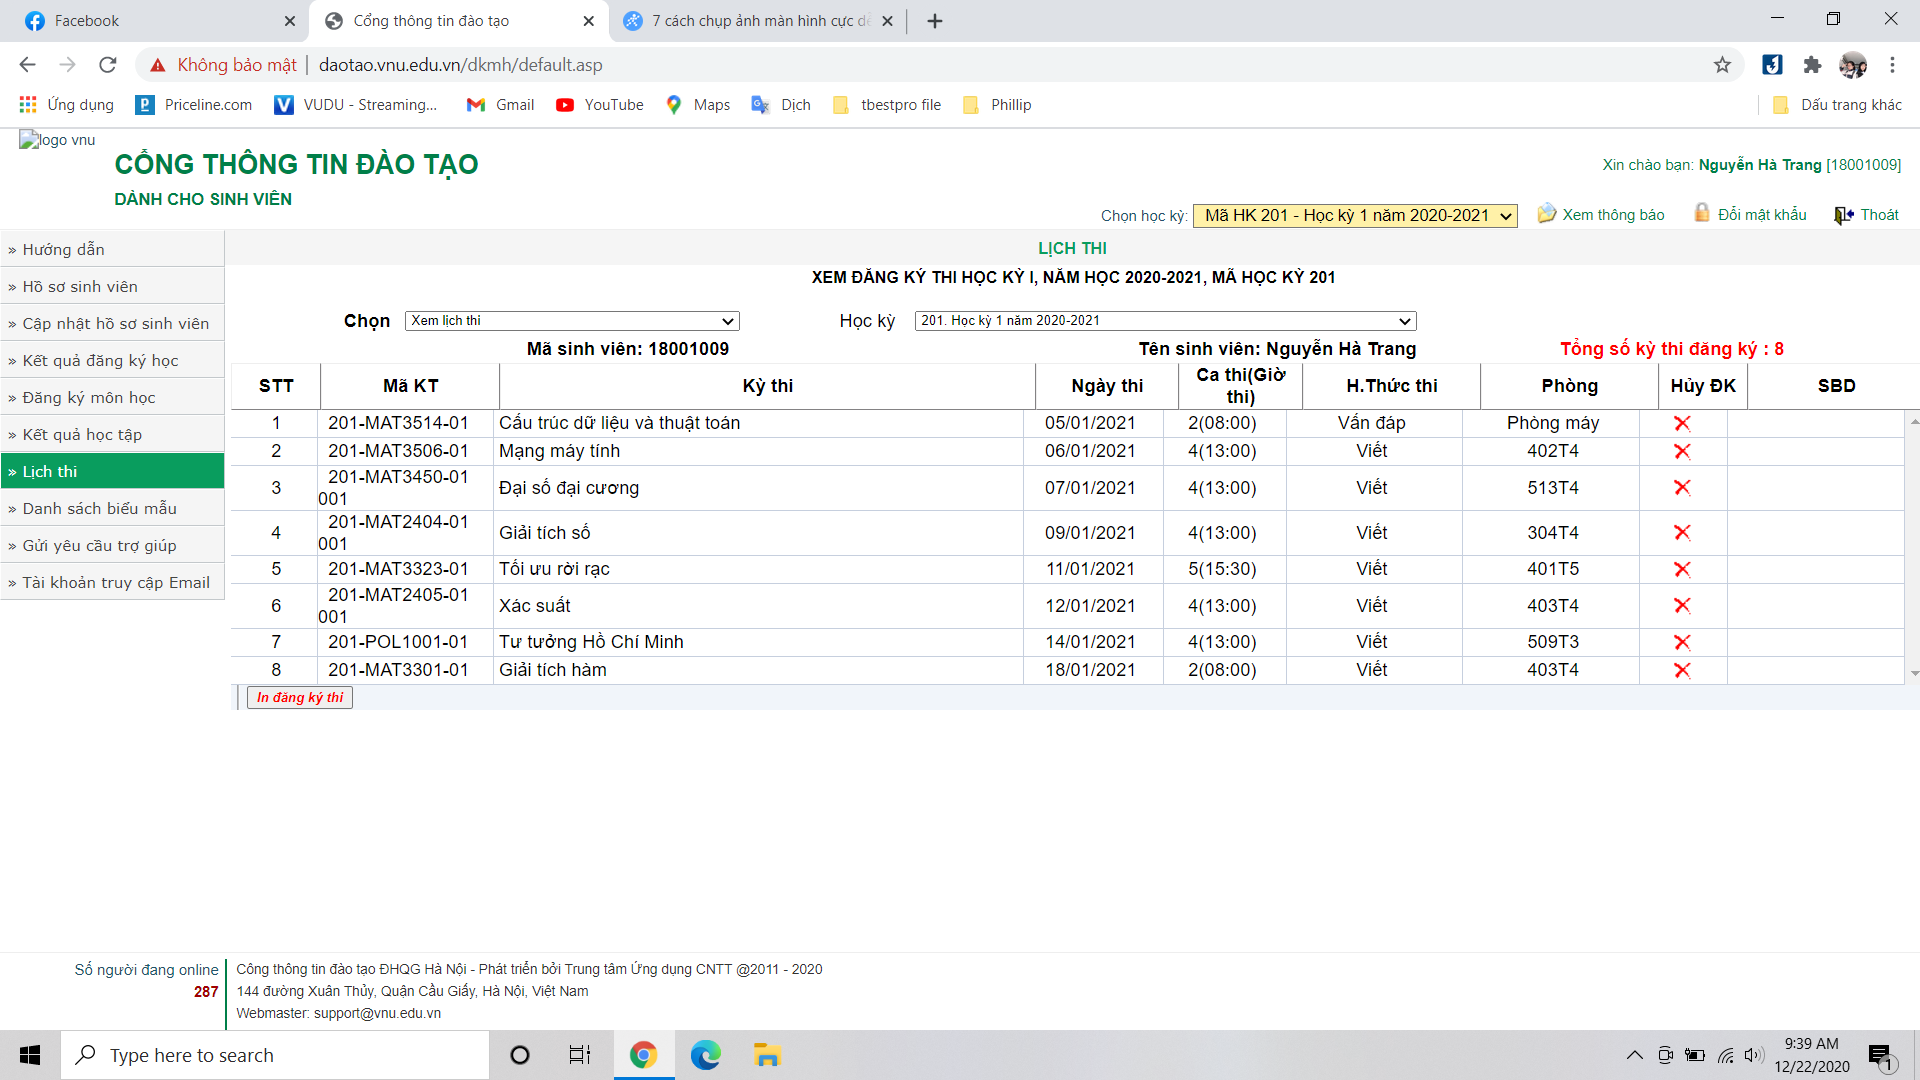 Facebook
Cổng thông tin đào tạo
7 cách chụp ảnh màn hình cực dễ
Không bảo mật | daotao.vnu.edu.vn/dkmh/default.asp
Ứng dụng Priceline.com VUDU - Streaming... Gmail YouTube Maps Dịch tbestpro file Phillip Dấu trang khác
logo vnu
CỔNG THÔNG TIN ĐÀO TẠO
DÀNH CHO SINH VIÊN
Xin chào bạn: Nguyễn Hà Trang [18001009]
Chọn học kỳ: Mã HK 201 - Học kỳ 1 năm 2020-2021 Xem thông báo Đổi mật khẩu Thoát
» Hướng dẫn
» Hồ sơ sinh viên
» Cập nhật hồ sơ sinh viên
» Kết quả đăng ký học
» Đăng ký môn học
» Kết quả học tập
» Lịch thi
» Danh sách biểu mẫu
» Gửi yêu cầu trợ giúp
» Tài khoản truy cập Email
LỊCH THI
XEM ĐĂNG KÝ THI HỌC KỲ I, NĂM HỌC 2020-2021, MÃ HỌC KỲ 201
Chọn Xem lịch thi Học kỳ 201. Học kỳ 1 năm 2020-2021
Mã sinh viên: 18001009 Tên sinh viên: Nguyễn Hà Trang Tổng số kỳ thi đăng ký : 8
STT Mã KT Kỳ thi Ngày thi Ca thi(Giờ thi) H.Thức thi Phòng Hủy ĐK SBD
1 201-MAT3514-01 Cấu trúc dữ liệu và thuật toán 05/01/2021 2(08:00) Vấn đáp Phòng máy
2 201-MAT3506-01 Mạng máy tính 06/01/2021 4(13:00) Viết 402T4
3 201-MAT3450-01 001 Đại số đại cương 07/01/2021 4(13:00) Viết 513T4
4 201-MAT2404-01 001 Giải tích số 09/01/2021 4(13:00) Viết 304T4
5 201-MAT3323-01 Tối ưu rời rạc 11/01/2021 5(15:30) Viết 401T5
6 201-MAT2405-01 001 Xác suất 12/01/2021 4(13:00) Viết 403T4
7 201-POL1001-01 Tư tưởng Hồ Chí Minh 14/01/2021 4(13:00) Viết 509T3
8 201-MAT3301-01 Giải tích hàm 18/01/2021 2(08:00) Viết 403T4
In đăng ký thi
Số người đang online
287
Công thông tin đào tạo ĐHQG Hà Nội - Phát triển bởi Trung tâm Ứng dụng CNTT @2011 - 2020
144 đường Xuân Thủy, Quận Cầu Giấy, Hà Nội, Việt Nam
Webmaster: support@vnu.edu.vn
Type here to search
9:39 AM
12/22/2020
1